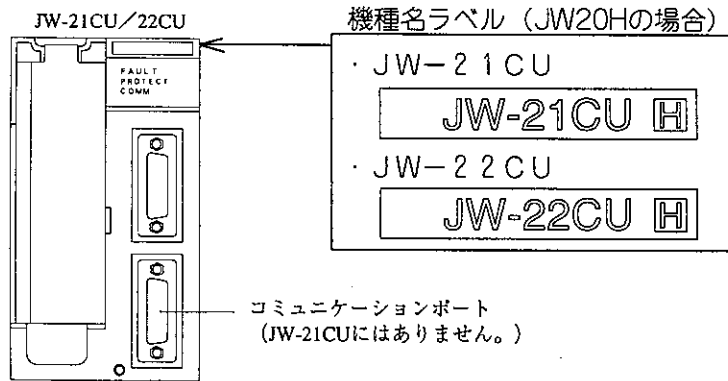 JW-21CU/22CU
機種名ラベル（JW20Hの場合）
FAULT
PROTECT
COMM
・JW－21CU
JW-21CU H
・JW－22CU
JW-22CU H
コミュニケーションポート
（JW-21CUにはありません。）